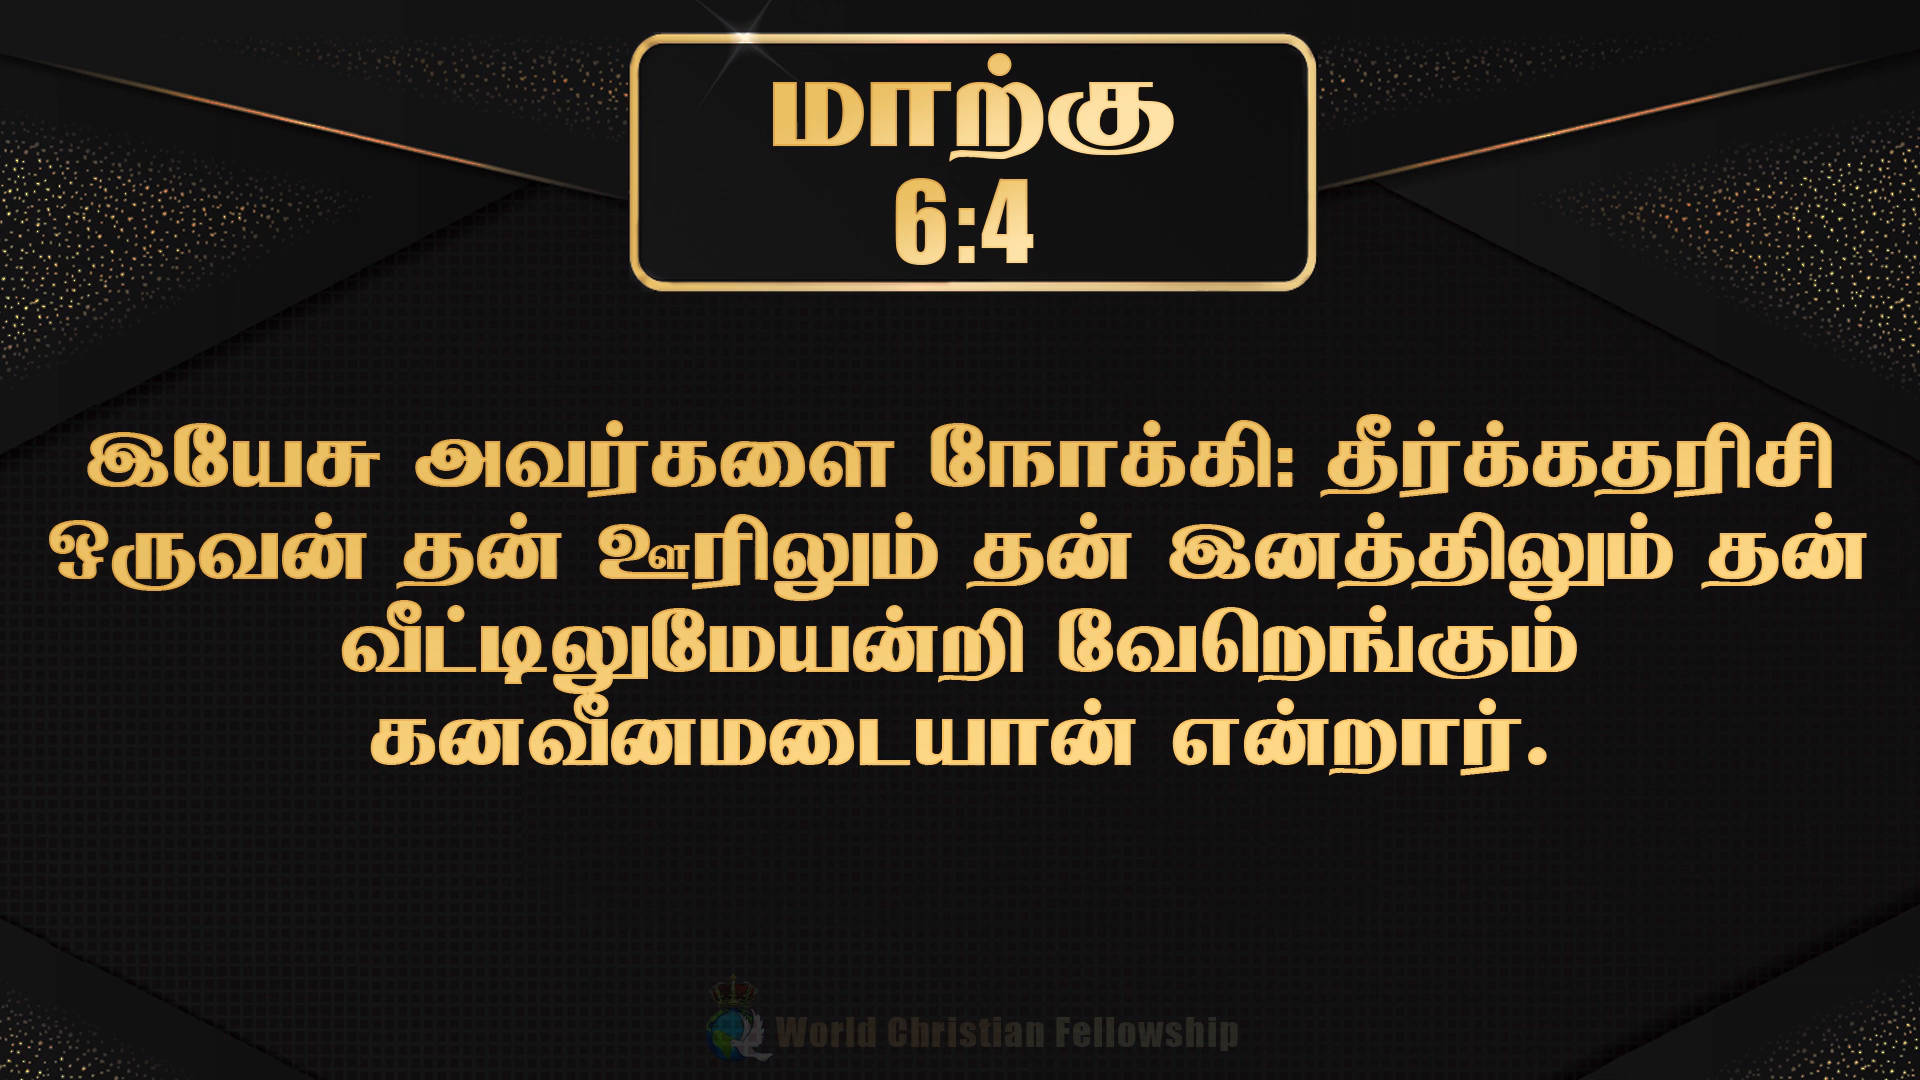 மாற்கு
6:4
இயேசு அவர்களை நோக்கி: தீர்க்கதரிசி
ஒருவன் தன் ஊரிலும் தன் இனத்திலும் தன்
வீட்டிலுமேயன்றி வேறெங்கும்
கனவீனமடையான் என்றார்.
World Christian Fellowship